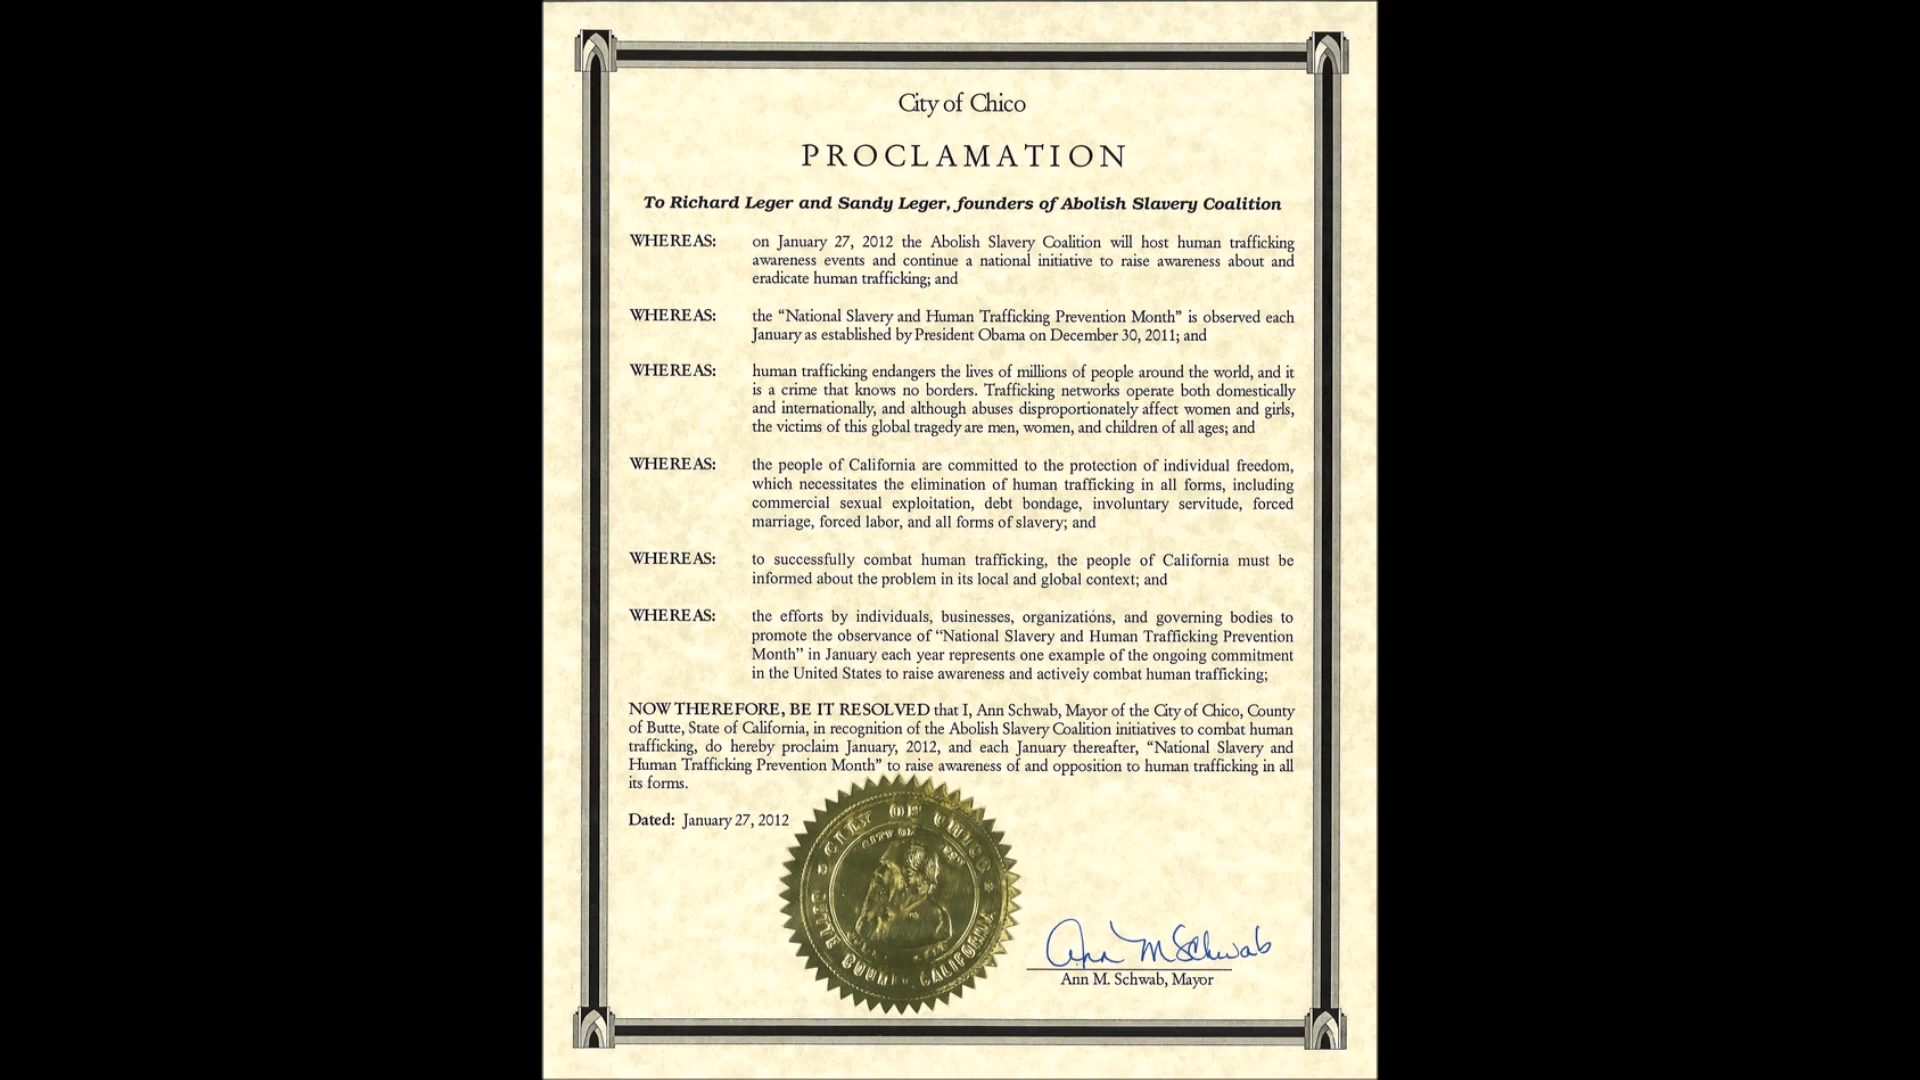 City of Chico
PROCLAMATION
To Richard Leger and Sandy Leger, founders of Abolish Slavery Coalition
WHEREAS: on January 27, 2012 the Abolish Slavery Coalition will host human trafficking
awareness events and continue a national initiative to raise awareness about and
eradicate human trafficking; and
WHEREAS: the “National Slavery and Human Trafficking Prevention Month” is observed each
January as established by President Obama on December 30, 2011; and
WHEREAS: human trafficking endangers the lives of millions of people around the world, and it
is a crime that knows no borders. Trafficking networks operate both domestically
and internationally, and although abuses disproportionately affect women and girls,
the victims of this global tragedy are men, women, and children of all ages; and
WHEREAS: the people of California are committed to the protection of individual freedom,
which necessitates the elimination of human trafficking in all forms, including
commercial sexual exploitation, debt bondage, involuntary servitude, forced
marriage, forced labor, and all forms of slavery; and
WHEREAS: to successfully combat human trafficking, the people of California must be
informed about the problem in its local and global context; and
WHEREAS: the efforts by individuals, businesses, organizations, and governing bodies to
promote the observance of “National Slavery and Human Trafficking Prevention
Month” in January each year represents one example of the ongoing commitment
in the United States to raise awareness and actively combat human trafficking;
NOW THEREFORE, BE IT RESOLVED that I, Ann Schwab, Mayor of the City of Chico, County
of Butte, State of California, in recognition of the Abolish Slavery Coalition initiatives to combat human
trafficking, do hereby proclaim January, 2012, and each January thereafter, “National Slavery and
Human Trafficking Prevention Month” to raise awareness of and opposition to human trafficking in all
its forms.
Dated: January 27, 2012
CITY OF CHICO
CITY OF
BUTTE COUNTY CALIFORNIA
Ann M Schwab
Ann M. Schwab, Mayor